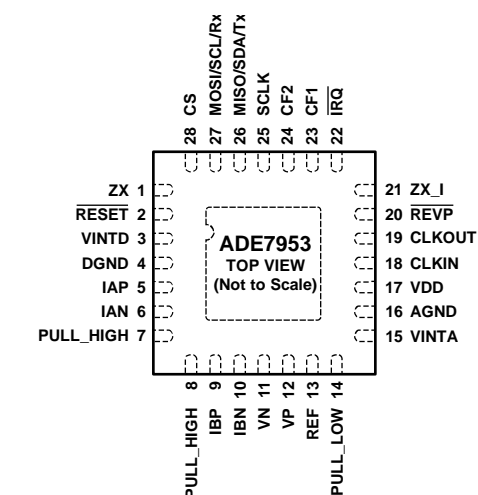 28 CS
27 MOSI/SCL/Rx
26 MISO/SDA/Tx
25 SCLK
24 CF2
23 CF1
22 IRQ
ZX 1
RESET 2
VINTD 3
DGND 4
IAP 5
IAN 6
PULL_HIGH 7
ADE7953
TOP VIEW
(Not to Scale)
21 ZX_I
20 REVP
19 CLKOUT
18 CLKIN
17 VDD
16 AGND
15 VINTA
PULL_HIGH 8
IBP 9
IBN 10
VN 11
VP 12
REF 13
PULL_LOW 14